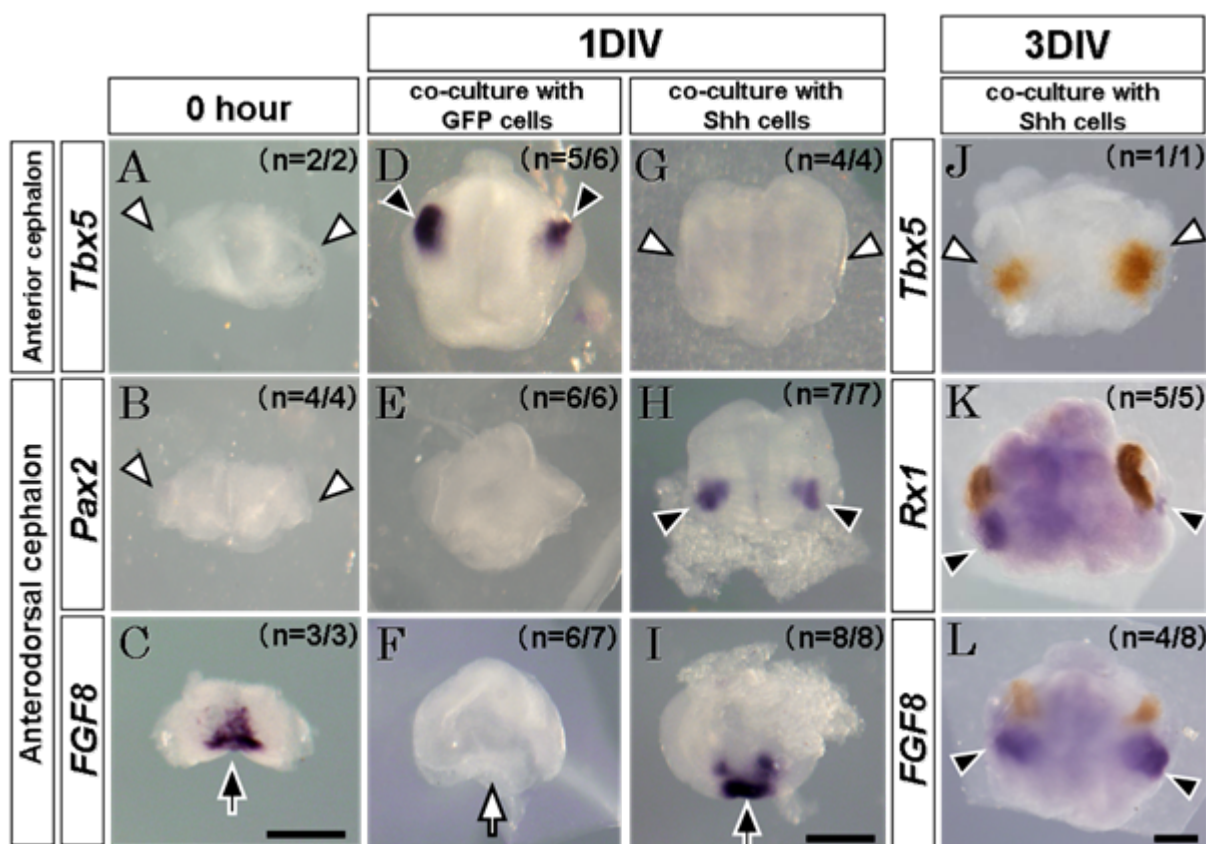 1DIV
3DIV
0 hour
co-culture with
GFP cells
co-culture with
Shh cells
co-culture with
Shh cells
Anterior cephalon
Tbx5
A
(n=2/2)
D
(n=5/6)
G
(n=4/4)
Tbx5
J
(n=1/1)
Anterodorsal cephalon
Pax2
B
(n=4/4)
E
(n=6/6)
H
(n=7/7)
Rx1
K
(n=5/5)
FGF8
C
(n=3/3)
F
(n=6/7)
I
(n=8/8)
FGF8
L
(n=4/8)